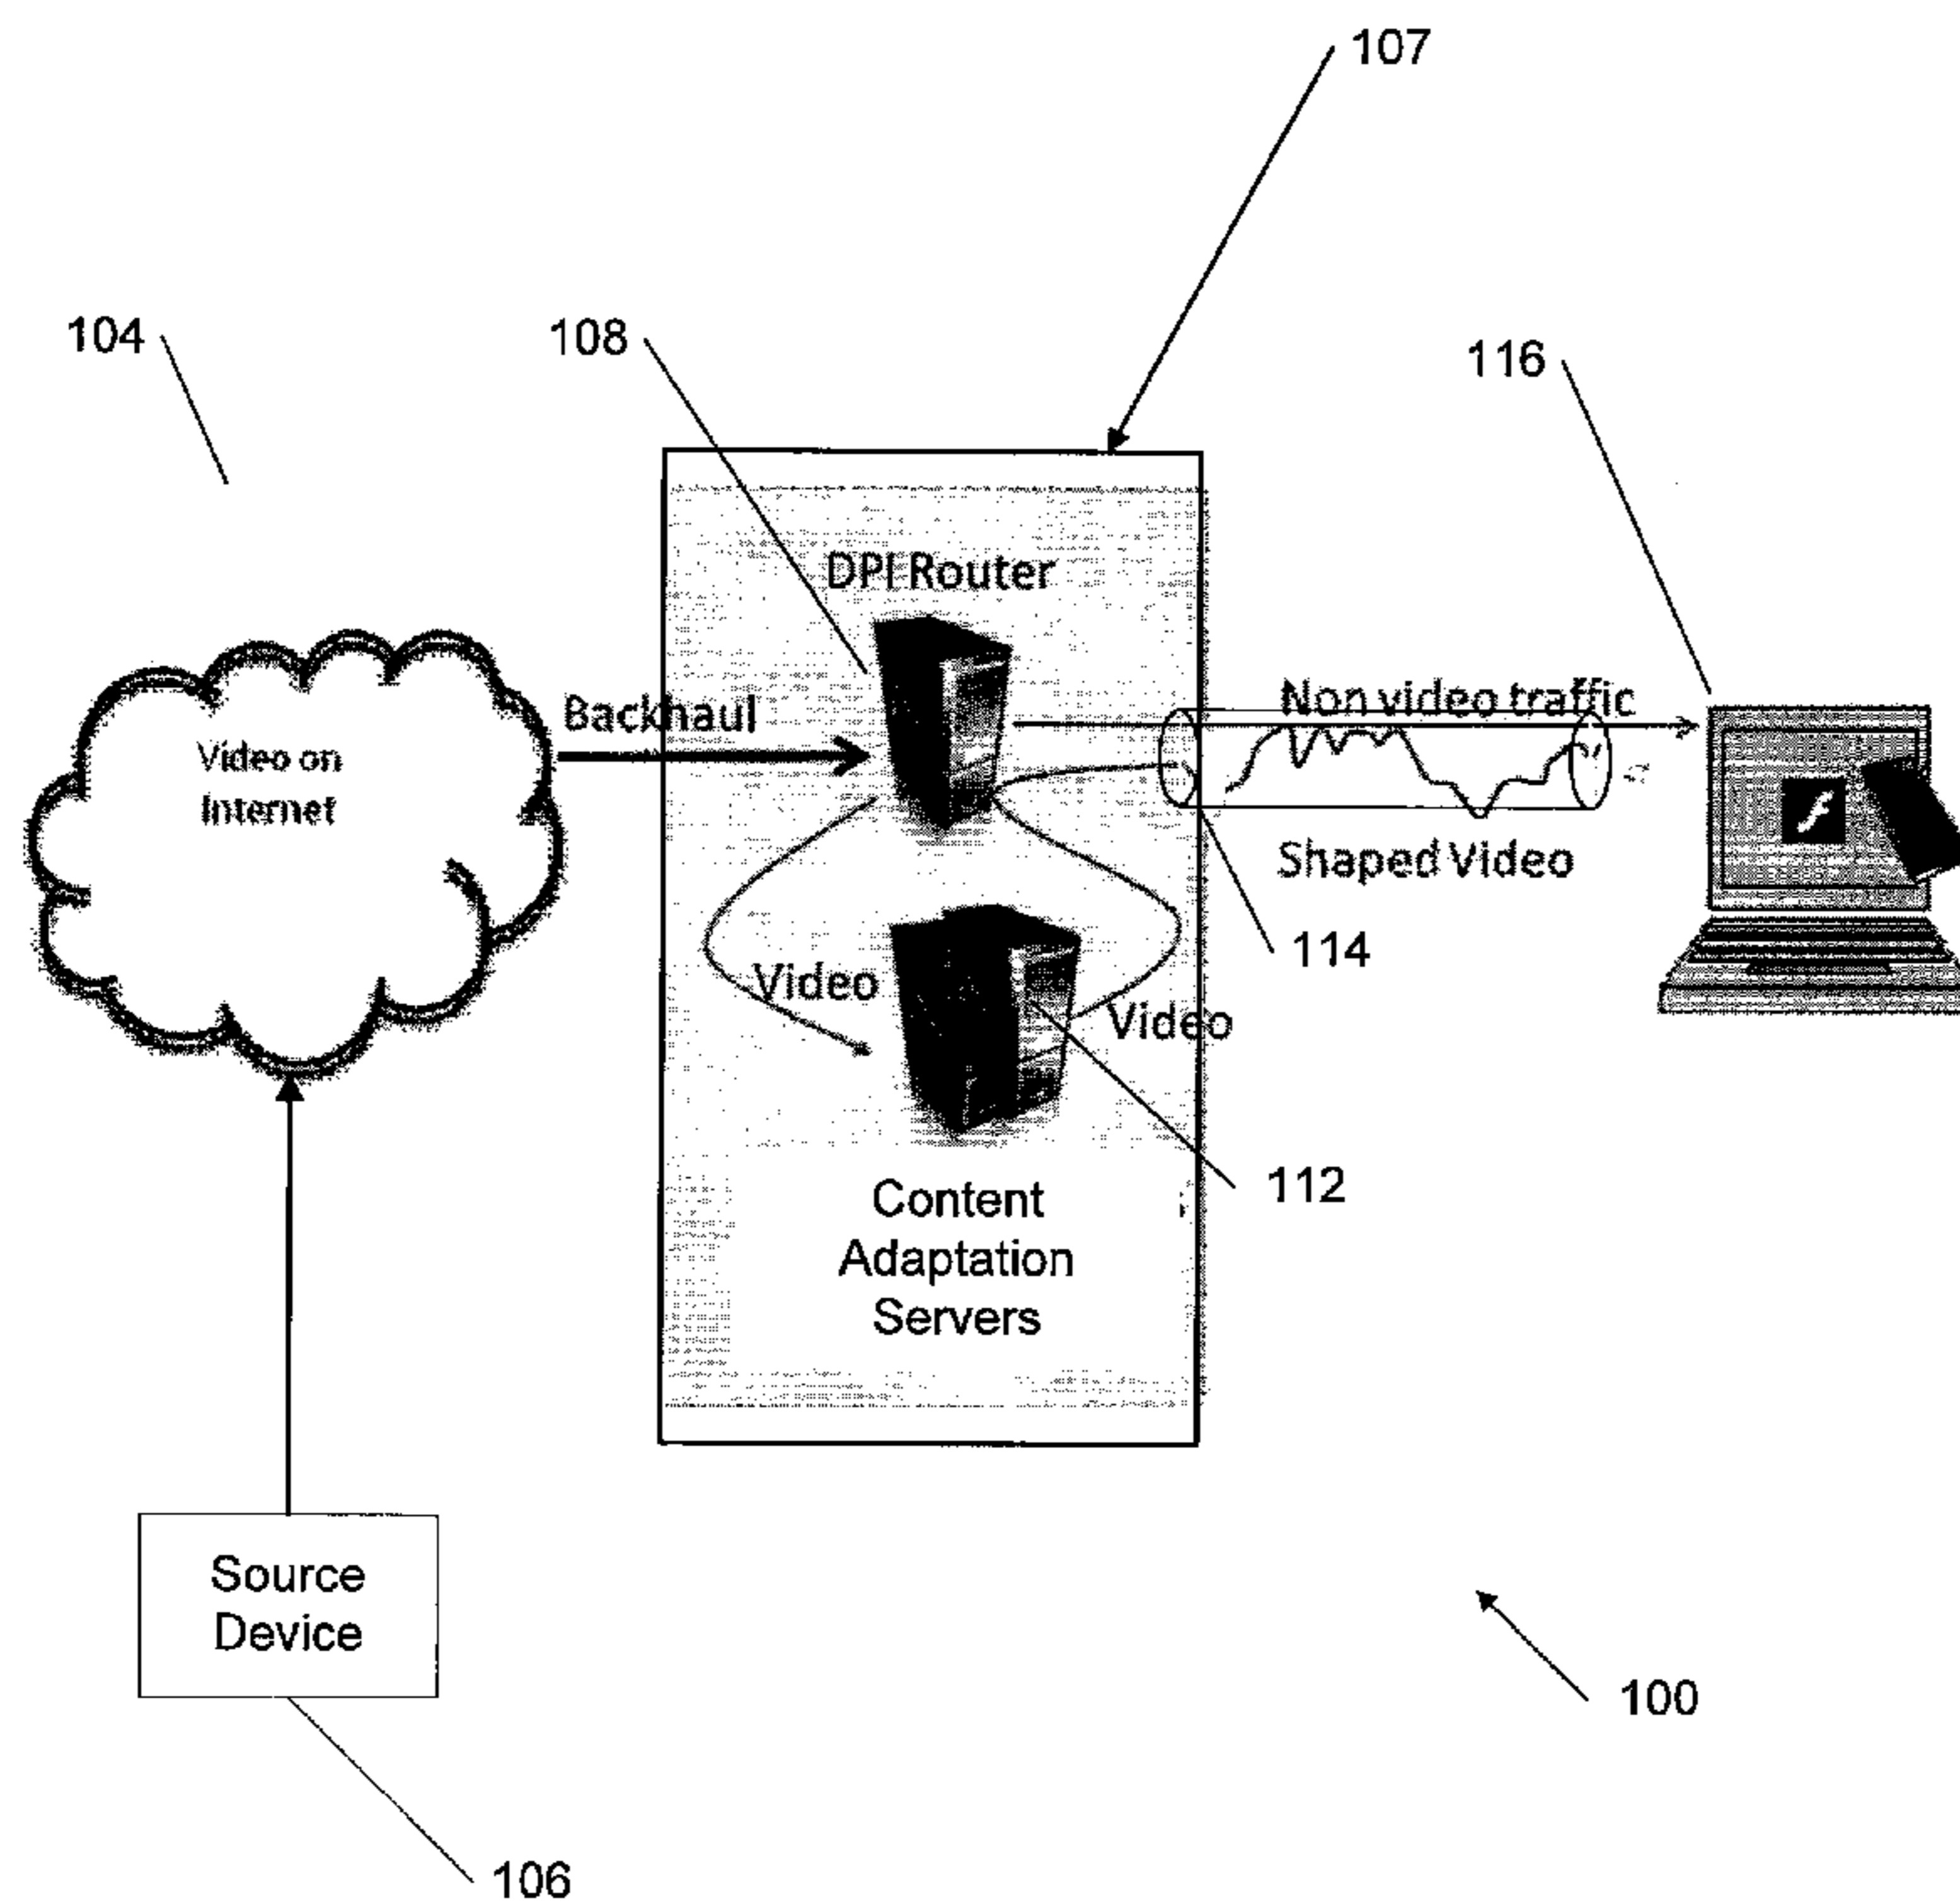 107
104
108
116
DPI Router
Backhaul
Non video traffic
Video on
Internet
Shaped Video
114
Video
Video
112
Content
Adaptation
Servers
Source
Device
100
106